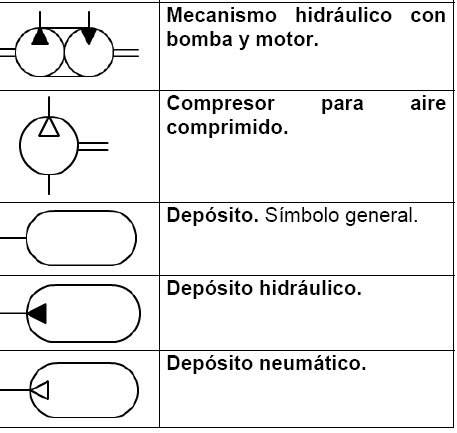 Mecanismo hidráulico con
bomba y motor.
Compresor para aire
comprimido.
Depósito. Símbolo general.
Depósito hidráulico.
Depósito neumático.